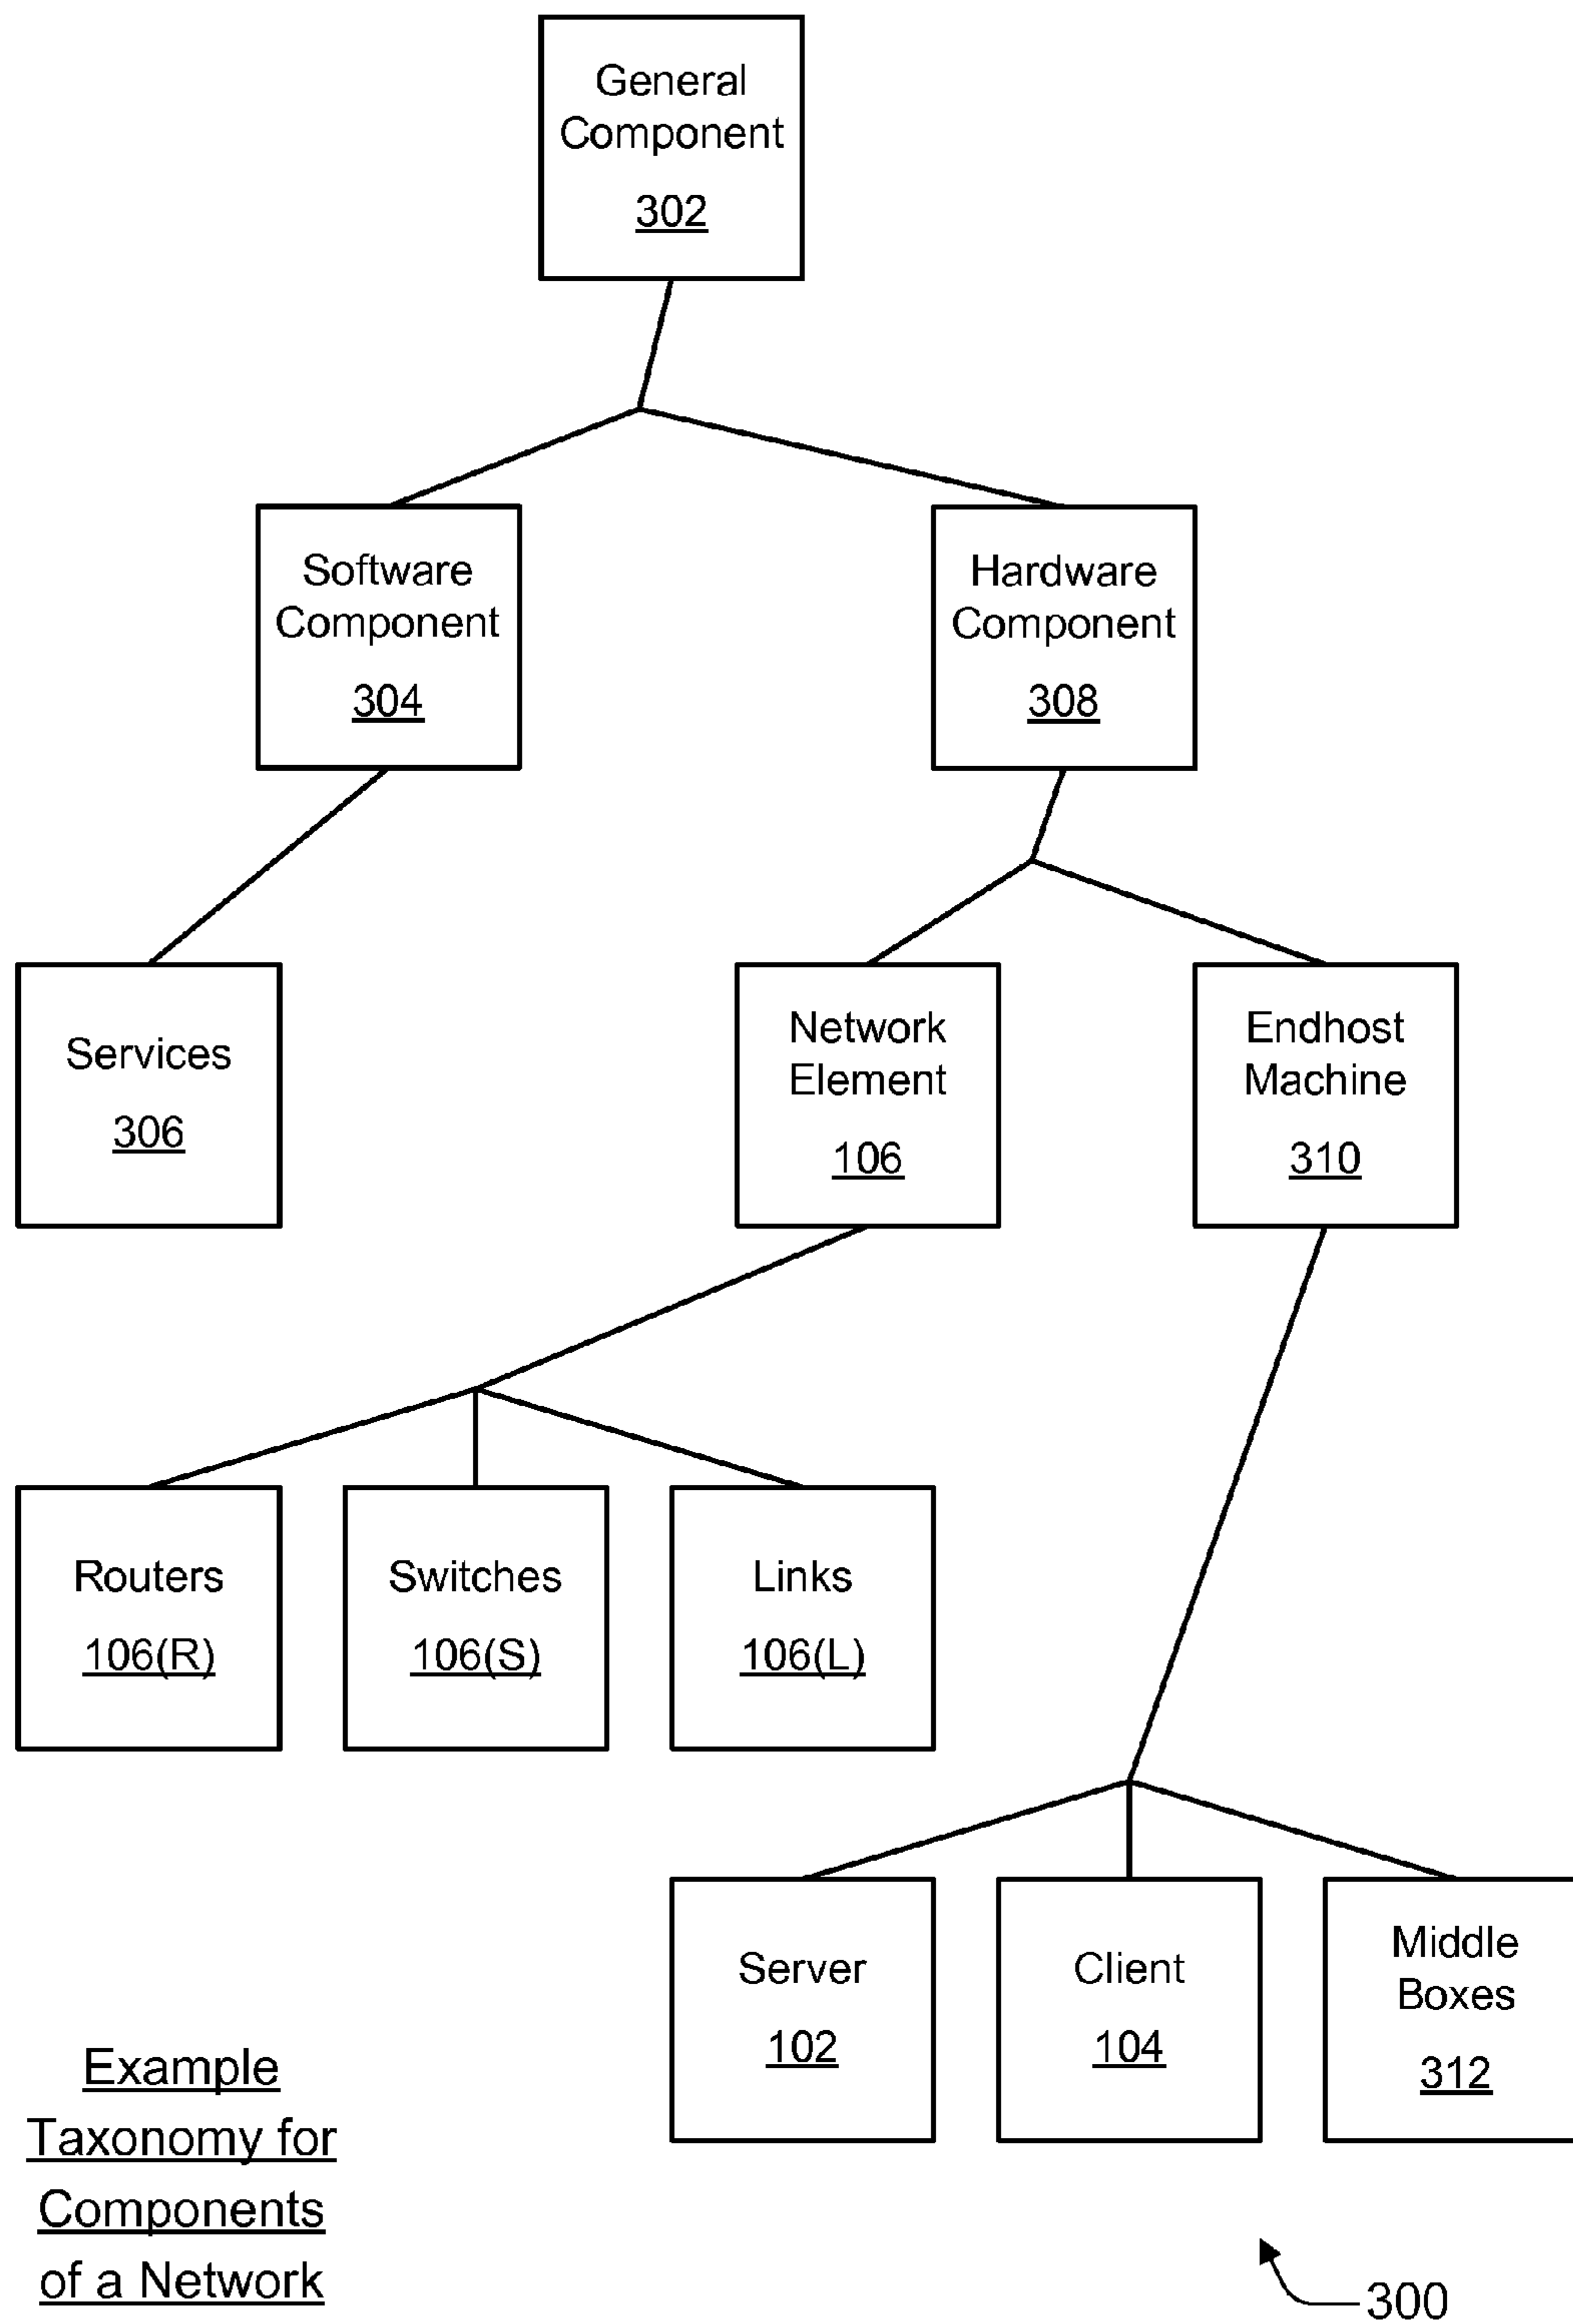 General
Component
302
Software
Component
304
Hardware
Component
308
Services
306
Network
Element
106
Endhost
Machine
310
Routers
106(R)
Switches
106(S)
Links
106(L)
Server
102
Client
104
Middle
Boxes
312
Example
Taxonomy for
Components
of a Network
300